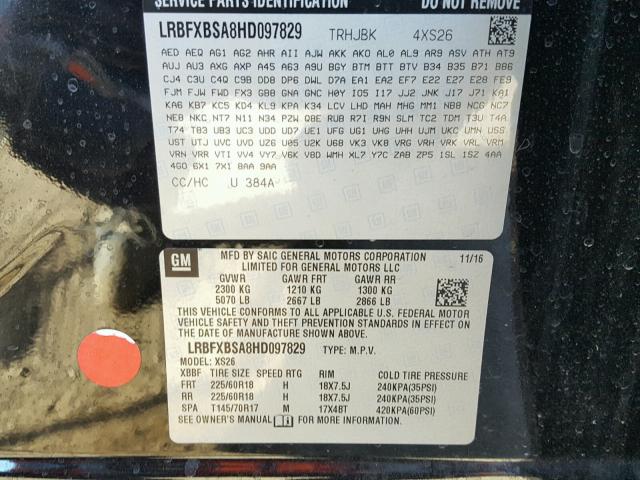 SERVICE PARTS IDENTIFICATION DO NOT REMOVE
LRBFXBSA8HD097829 TRHJBK 4XS26
AED AEQ AG1 AG2 AHR AII AJW AKK AKO AL0 AL9 AR9 ASV ATH AT9
AUJ AU3 AXG AXP A45 A63 A9U BGY BTM BTV B34 B35 B71 B86
CJ4 C3U C4Q C9B DD8 DP6 DWL D7A EA1 EA2 EF7 E22 E27 E28 FE9
FJM FJW FWD FX3 G88 GNA GNC H0Y IO5 I17 JJ2 JNK J17 J71 KA1
KA6 KB7 KC5 KD4 KL9 KPA K34 LCV LHD MAH MHG MM1 NB8 NC6 NC7
NE8 NKC NT7 N11 N34 PZW Q8E RUB R7I R9N SLM TC2 TDM T3U T4A
T74 T83 UB3 UC3 UDD UD7 UE1 UFG UG1 UHG UHH UJM UKC UMN USS
UST UTJ UVC UVD UZ6 U05 U2K U68 VK3 VK8 VRG VRH VRK VRL VRM
VRN VRR VTI VV4 VY7 V6K V8D WMH XL7 Y7C ZAB ZP5 1SL 1SZ 4AA
4G0 6X1 7X1 8AA 9AA
CC/HC U 384A
GM MFD BY SAIC GENERAL MOTORS CORPORATION 11/16
LIMITED FOR GENERAL MOTORS LLC
GVWR GAWR FRT GAWR RR
2300 KG 1210 KG 1300 KG
5070 LB 2667 LB 2866 LB
THIS VEHICLE CONFORMS TO ALL APPLICABLE U.S. FEDERAL MOTOR
VEHICLE SAFETY AND THEFT PREVENTION STANDARDS IN EFFECT ON THE
DATE OF MANUFACTURE SHOWN ABOVE.
LRBFXBSA8HD097829 TYPE: M.P.V.
MODEL: XS26
XBBF TIRE SIZE SPEED RTG RIM COLD TIRE PRESSURE
FRT 225/60R18 H 18X7.5J 240KPA(35PSI)
RR 225/60R18 H 18X7.5J 240KPA(35PSI)
SPA T145/70R17 M 17X4BT 420KPA(60PSI)
SEE OWNER'S MANUAL FOR MORE INFORMATION.